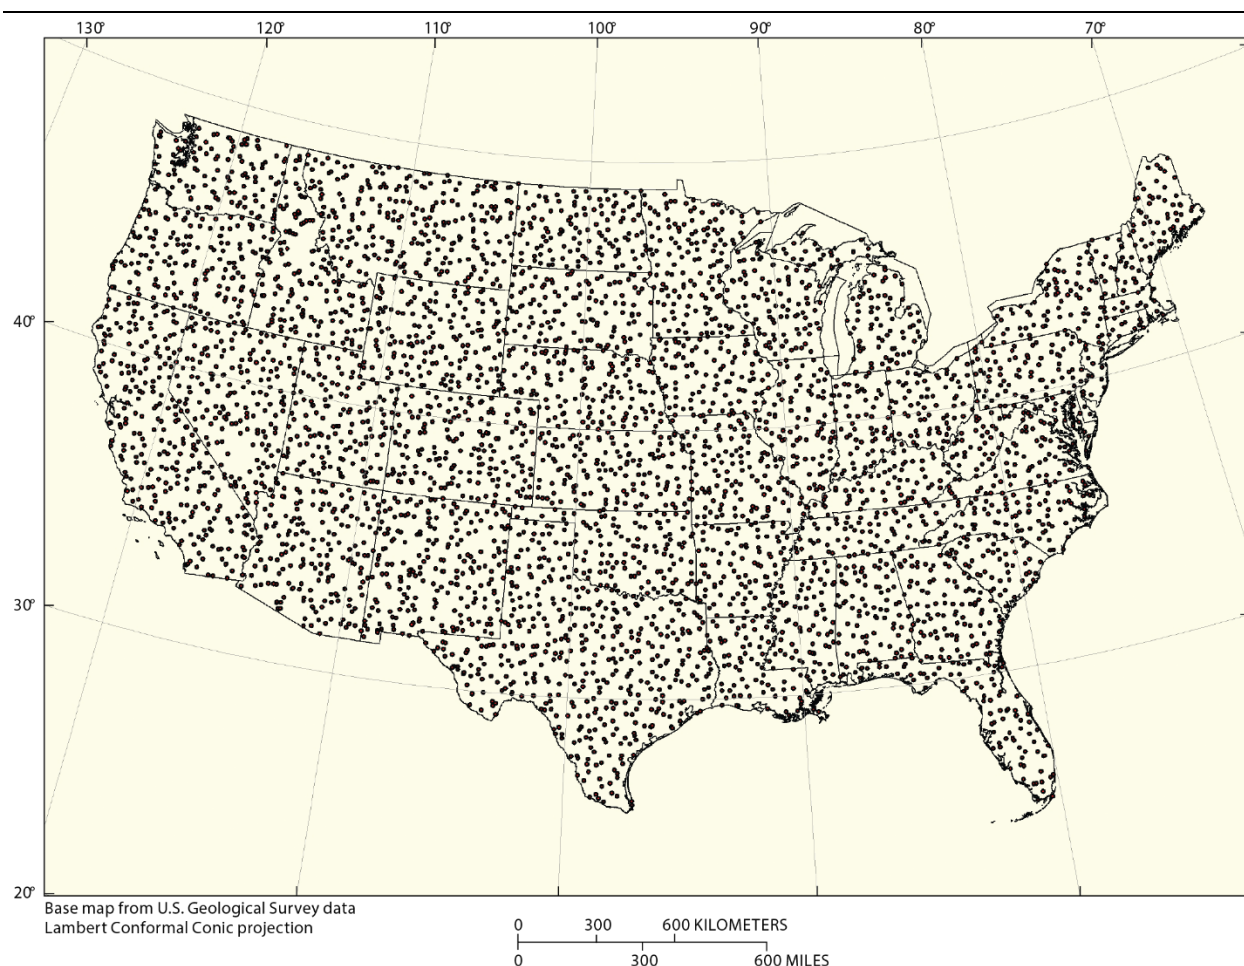 130° 120° 110° 100° 90° 80° 70°
40°
30°
20°
Base map from U.S. Geological Survey data
Lambert Conformal Conic projection
0 300 600 KILOMETERS
0 300 600 MILES